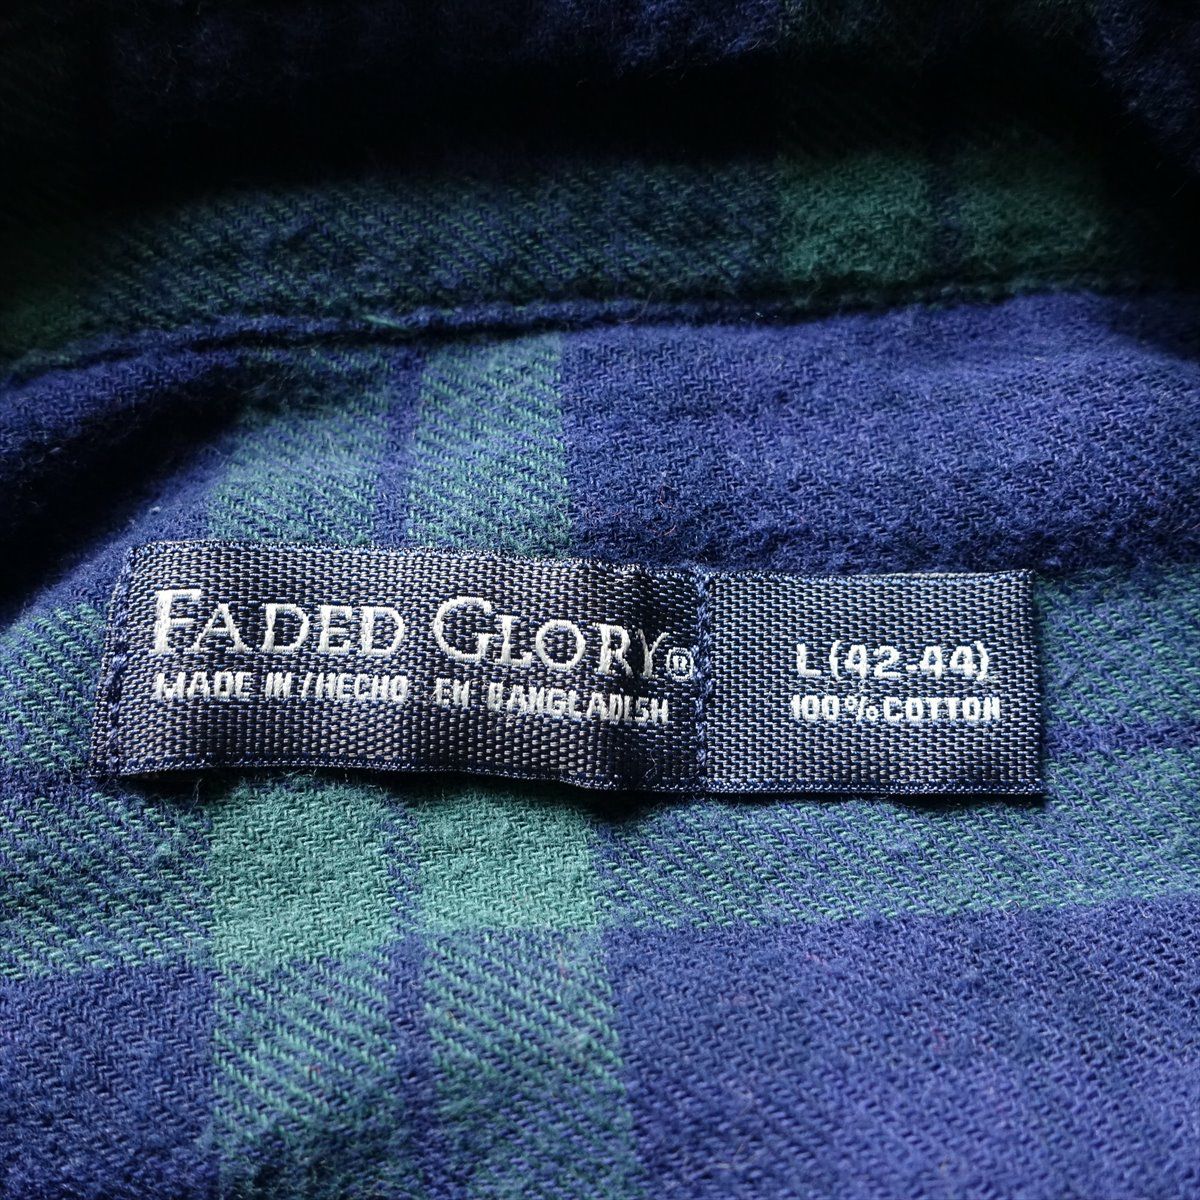 FADED GLORY®
MADE IN / HECHO EN BANGLADESH
L(42-44)
100% COTTON